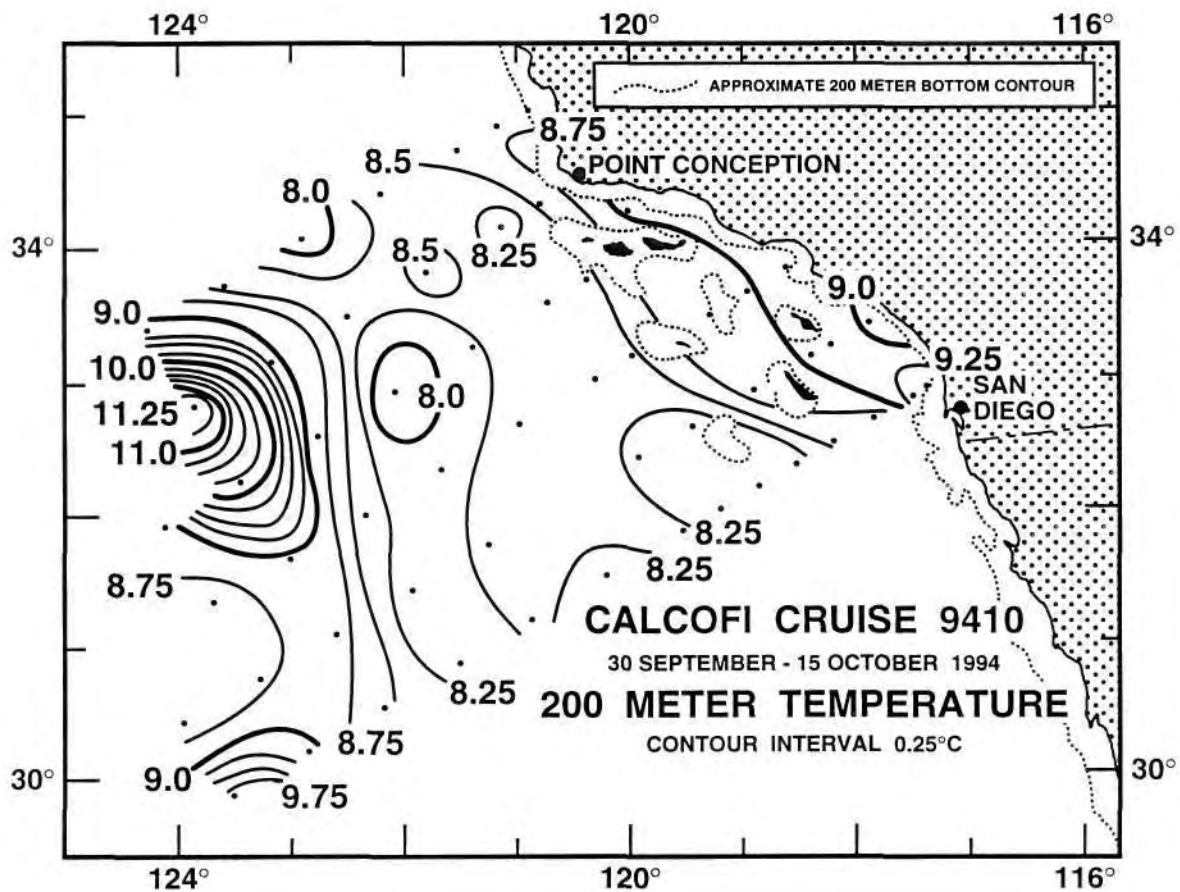 124° 120° 116°
APPROXIMATE 200 METER BOTTOM CONTOUR
8.75
POINT CONCEPTION
8.5
8.0
34° 34°
8.5 8.25
9.0 9.0
10.0
9.25
11.25 8.0 SAN
DIEGO
11.0
8.25
8.25
8.75
CALCOFI CRUISE 9410
30 SEPTEMBER - 15 OCTOBER 1994
8.25
200 METER TEMPERATURE
8.75 CONTOUR INTERVAL 0.25°C
9.0
30° 30°
9.75
124° 120° 116°